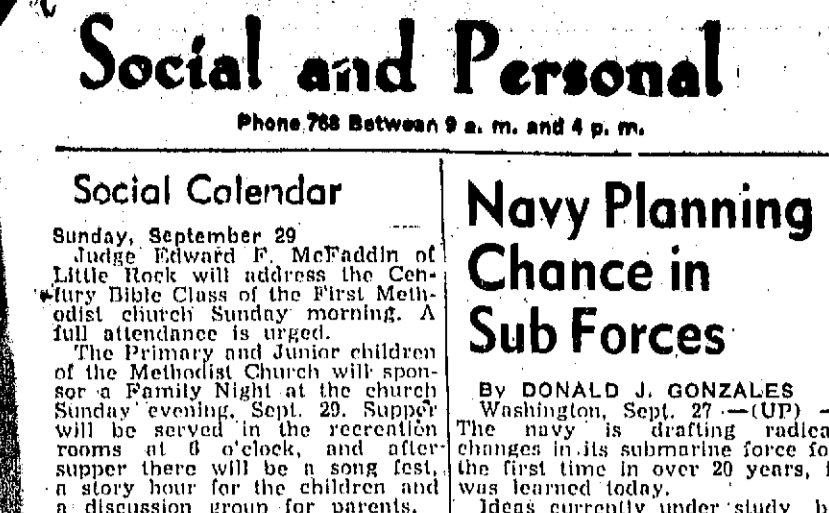 Social and Personal
Phone 768 Between 9 a. m. and 4 p. m.
Social Calendar
Sunday, September 29
Judge Edward F. McFaddin of
Little Rock will address the Cen-
tury Bible Class of the First Meth-
odist church Sunday morning. A
full attendance is urged.
The Primary and Junior children
of the Methodist Church will spon-
sor a Family Night at the church
Sunday evening, Sept. 29. Supper
will be served in the recreation
rooms at 6 o'clock, and after
supper there will be a song fest,
a story hour for the children and
a discussion group for parents.
Navy Planning
Chance in
Sub Forces
By DONALD J. GONZALES
Washington, Sept. 27 —(UP) —
The navy is drafting radica
changes in its submarine force fo
the first time in over 20 years, i
was learned today.
Ideas currently under study b